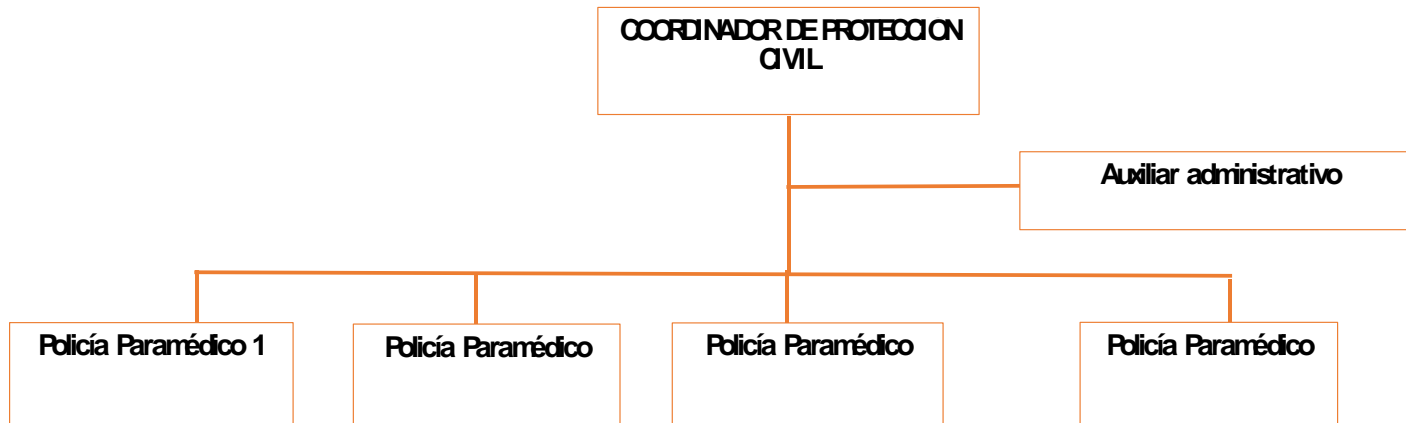 COORDINADOR DE PROTECCION
CIVIL
Auxiliar administrativo
Policía Paramédico 1
Policía Paramédico
Policía Paramédico
Policía Paramédico